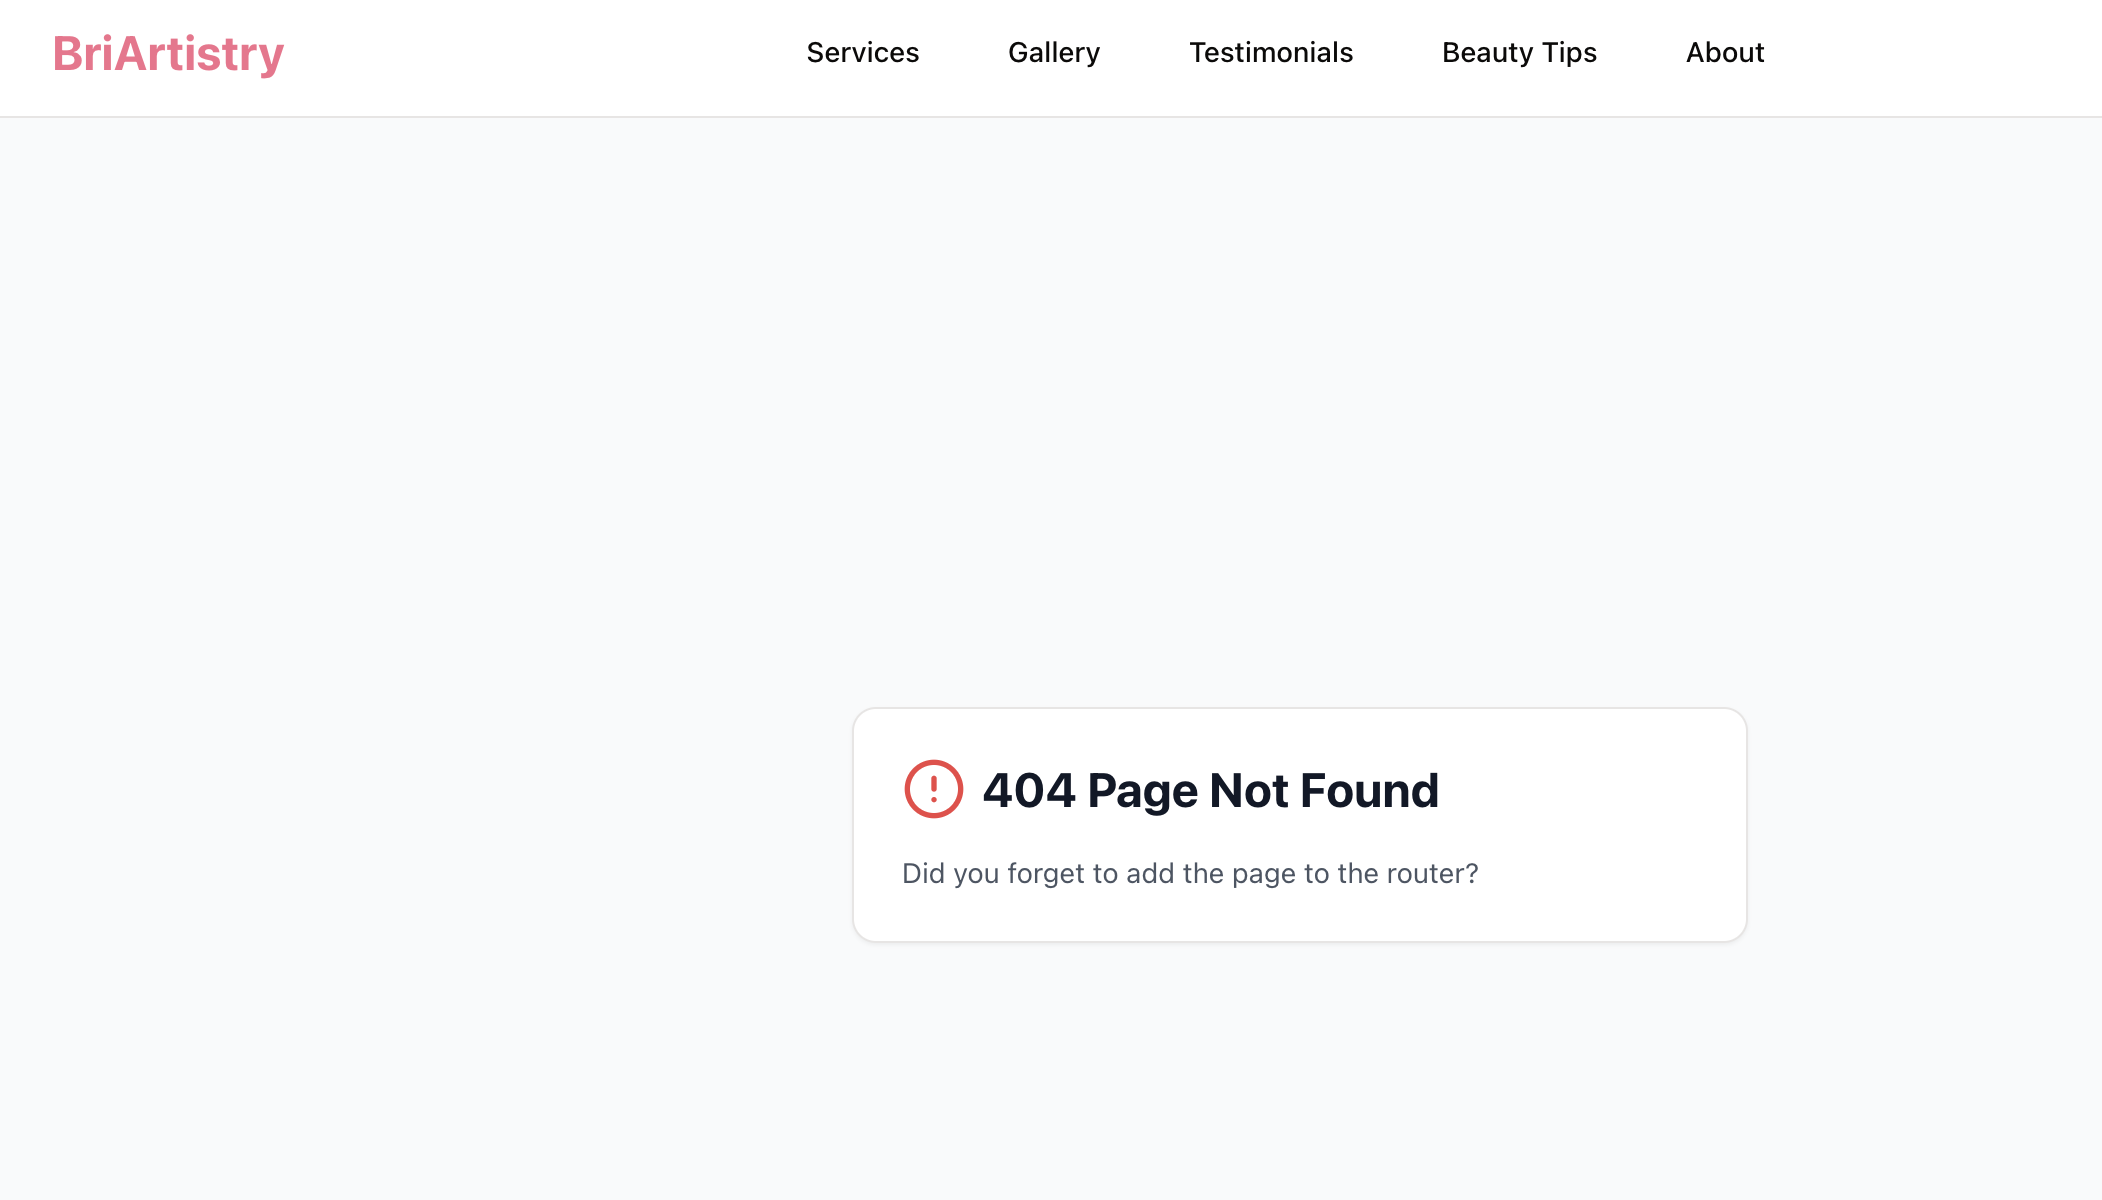 BriArtistry
Services Gallery Testimonials Beauty Tips About
404 Page Not Found
Did you forget to add the page to the router?